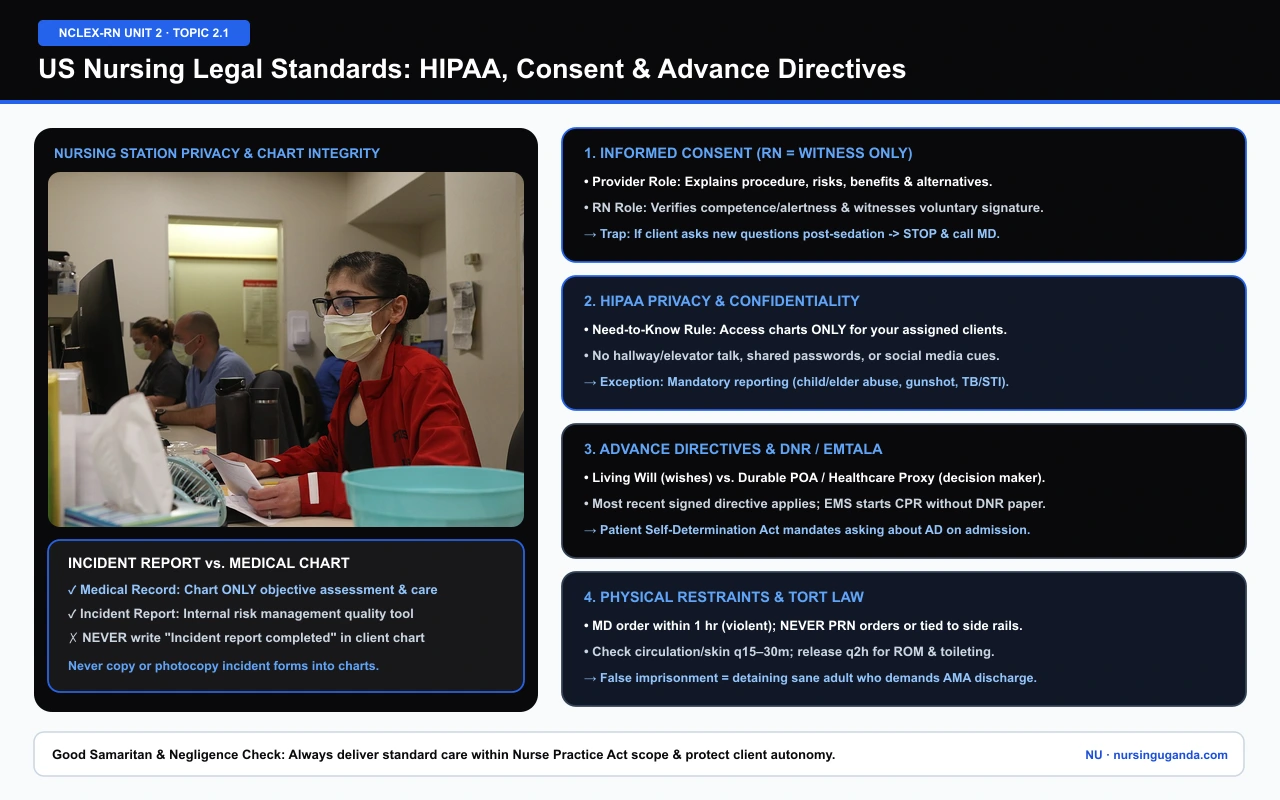 NCLEX-RN UNIT 2 · TOPIC 2.1
US Nursing Legal Standards: HIPAA, Consent & Advance Directives
NURSING STATION PRIVACY & CHART INTEGRITY
INCIDENT REPORT vs. MEDICAL CHART
✓ Medical Record: Chart ONLY objective assessment & care
✓ Incident Report: Internal risk management quality tool
✗ NEVER write "Incident report completed" in client chart
Never copy or photocopy incident forms into charts.
1. INFORMED CONSENT (RN = WITNESS ONLY)
• Provider Role: Explains procedure, risks, benefits & alternatives.
• RN Role: Verifies competence/alertness & witnesses voluntary signature.
→ Trap: If client asks new questions post-sedation -> STOP & call MD.
2. HIPAA PRIVACY & CONFIDENTIALITY
• Need-to-Know Rule: Access charts ONLY for your assigned clients.
• No hallway/elevator talk, shared passwords, or social media cues.
→ Exception: Mandatory reporting (child/elder abuse, gunshot, TB/STI).
3. ADVANCE DIRECTIVES & DNR / EMTALA
• Living Will (wishes) vs. Durable POA / Healthcare Proxy (decision maker).
• Most recent signed directive applies; EMS starts CPR without DNR paper.
→ Patient Self-Determination Act mandates asking about AD on admission.
4. PHYSICAL RESTRAINTS & TORT LAW
• MD order within 1 hr (violent); NEVER PRN orders or tied to side rails.
• Check circulation/skin q15–30m; release q2h for ROM & toileting.
→ False imprisonment = detaining sane adult who demands AMA discharge.
Good Samaritan & Negligence Check: Always deliver standard care within Nurse Practice Act scope & protect client autonomy.
NU · nursinguganda.com